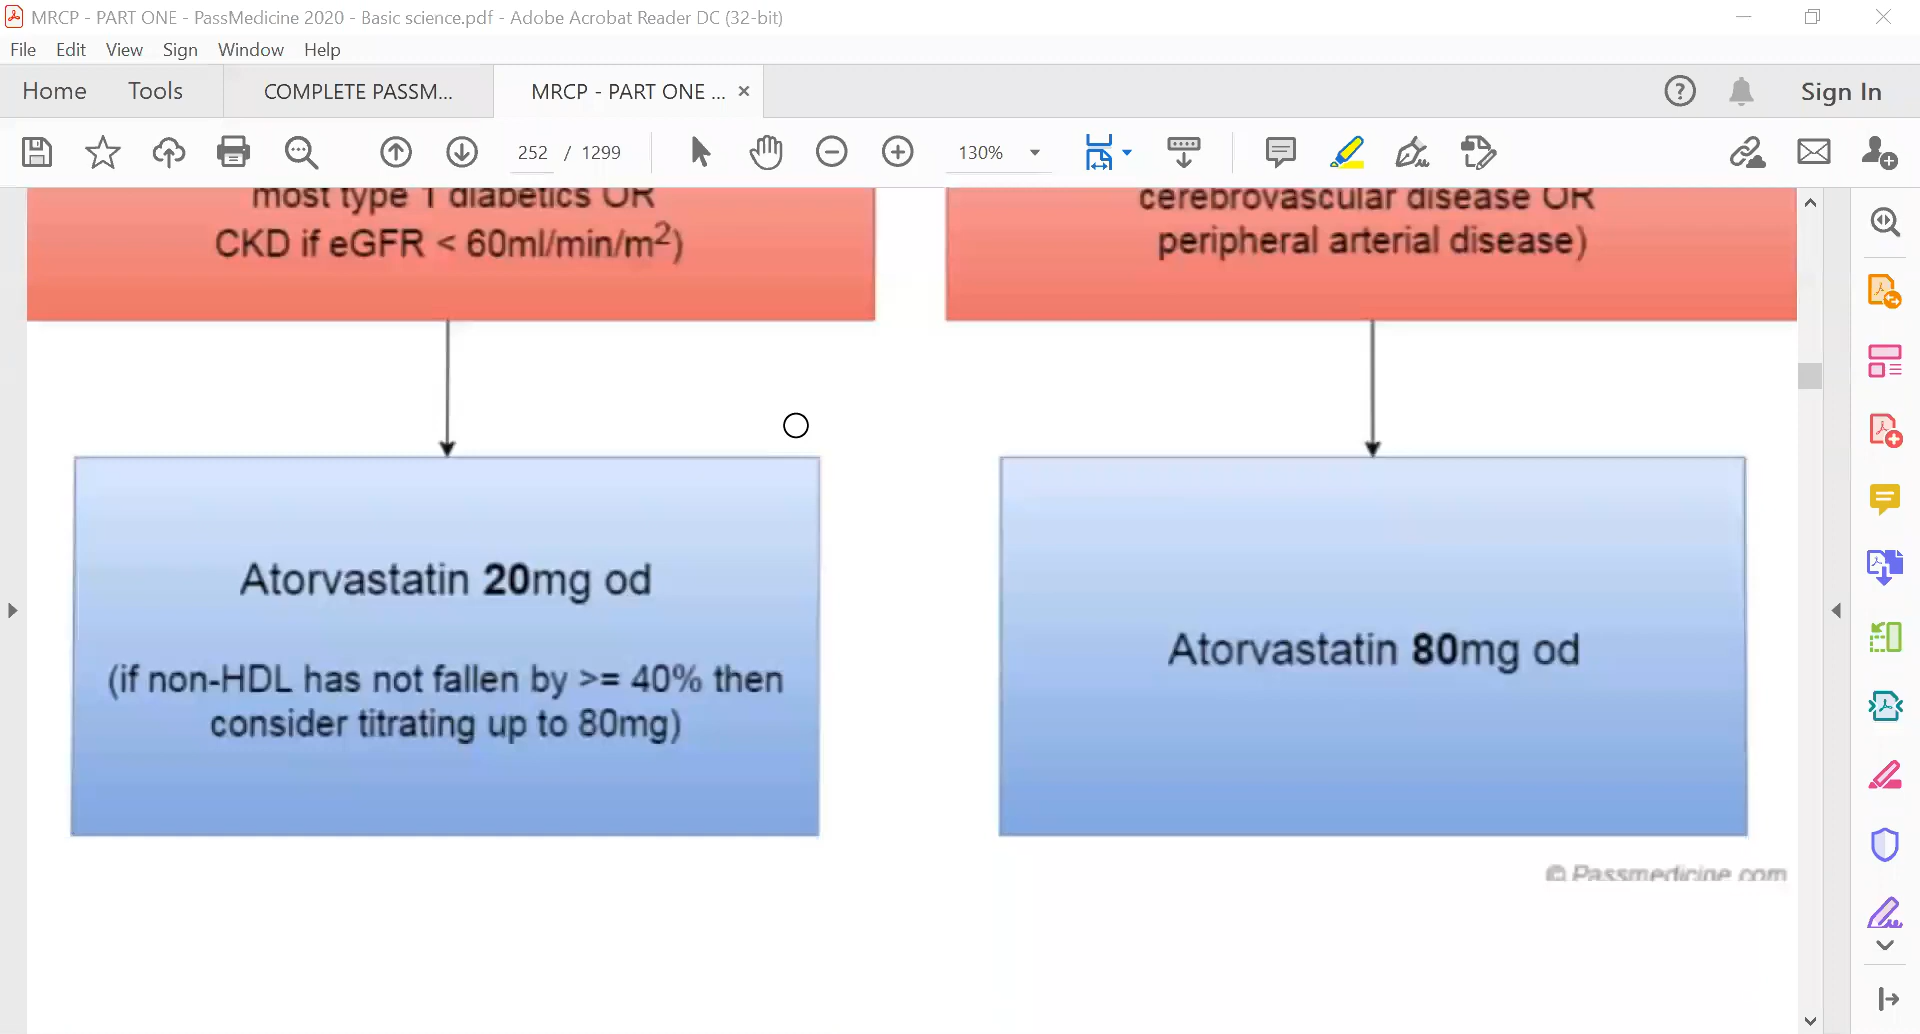 MRCP - PART ONE - PassMedicine 2020 - Basic science.pdf - Adobe Acrobat Reader DC (32-bit)
File Edit View Sign Window Help
Home Tools COMPLETE PASSM... MRCP - PART ONE ... × Sign In
252 / 1299 130%
most type 1 diabetics OR
CKD if eGFR < 60ml/min/m²)
cerebrovascular disease OR
peripheral arterial disease)
Atorvastatin 20mg od
(if non-HDL has not fallen by >= 40% then
consider titrating up to 80mg)
Atorvastatin 80mg od
© Passmedicine.com